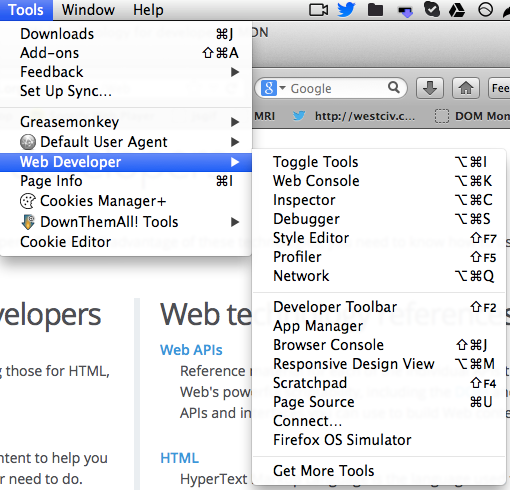 Tools Window Help
Downloads ⌘J
Add-ons ⇧⌘A
Feedback ▶
Set Up Sync...
Greasemonkey ▶
Default User Agent ▶
Web Developer ▶
Page Info ⌘I
Cookies Manager+
DownThemAll! Tools ▶
Cookie Editor
Google
Fee
MRI http://westciv.c... DOM Mon
Toggle Tools ⌥⌘I
Web Console ⌥⌘K
Inspector ⌥⌘C
Debugger ⌥⌘S
Style Editor ⇧F7
Profiler ⇧F5
Network ⌥⌘Q
Developer Toolbar ⇧F2
App Manager
Browser Console ⇧⌘J
Responsive Design View ⌥⌘M
Scratchpad ⇧F4
Page Source ⌘U
Connect...
Firefox OS Simulator
Get More Tools
velopers
g those for HTML,
ntent to help you
r need to do.
Web tec
Web APIs
Reference ma
Web's powe
APIs and in
HTML
HyperText